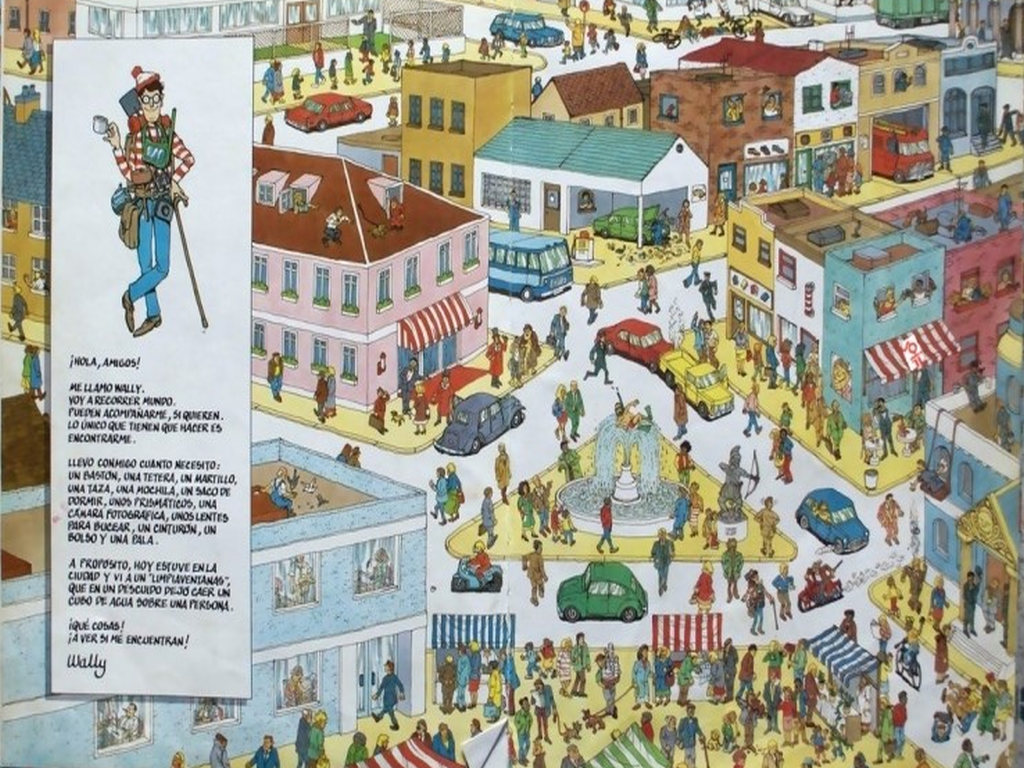 ¡HOLA, AMIGOS!
ME LLAMO WALLY.
VOY A RECORRER MUNDO.
PUEDEN ACOMPAÑARME, SI QUIEREN.
LO ÚNICO QUE TIENEN QUE HACER ES
ENCONTRARME.
LLEVO CONMIGO CUANTO NECESITO:
UN BASTÓN, UNA TETERA, UN MARTILLO,
UNA TAZA, UNA MOCHILA, UN SACO DE
DORMIR, UNOS PRISMÁTICOS, UNA
CÁMARA FOTOGRÁFICA, UNOS LENTES
PARA BUCEAR, UN CINTURÓN, UN
BOLSO Y UNA PALA.
A PROPÓSITO, HOY ESTUVE EN LA
CIUDAD Y VI A UN "LIMPIAVENTANAS",
QUE EN UN DESCUIDO DEJÓ CAER UN
CUBO DE AGUA SOBRE UNA PERSONA.
¡QUÉ COSAS!
¡A VER SI ME ENCUENTRAN!
Wally